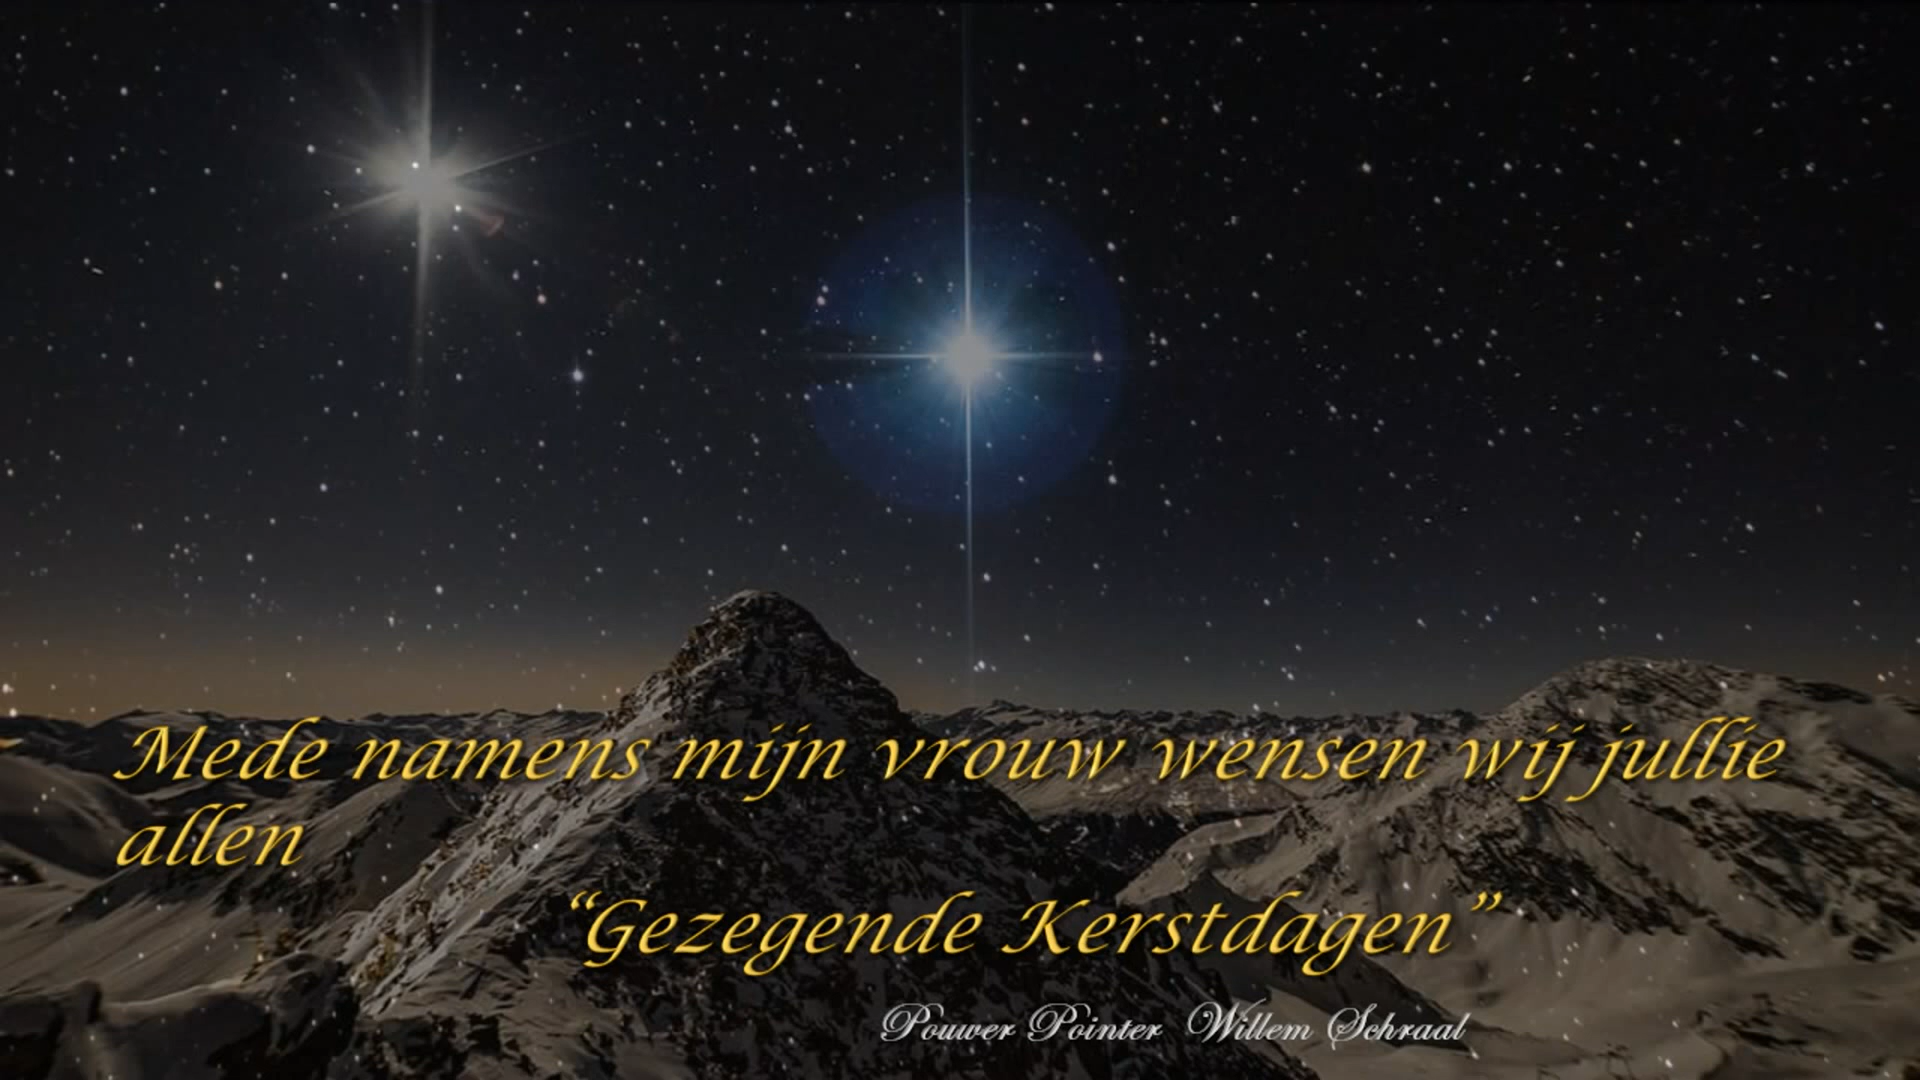 Mede namens mijn vrouw wensen wij jullie
allen
“Gezegende Kerstdagen”
Pouwer Pointer Willem Schraal